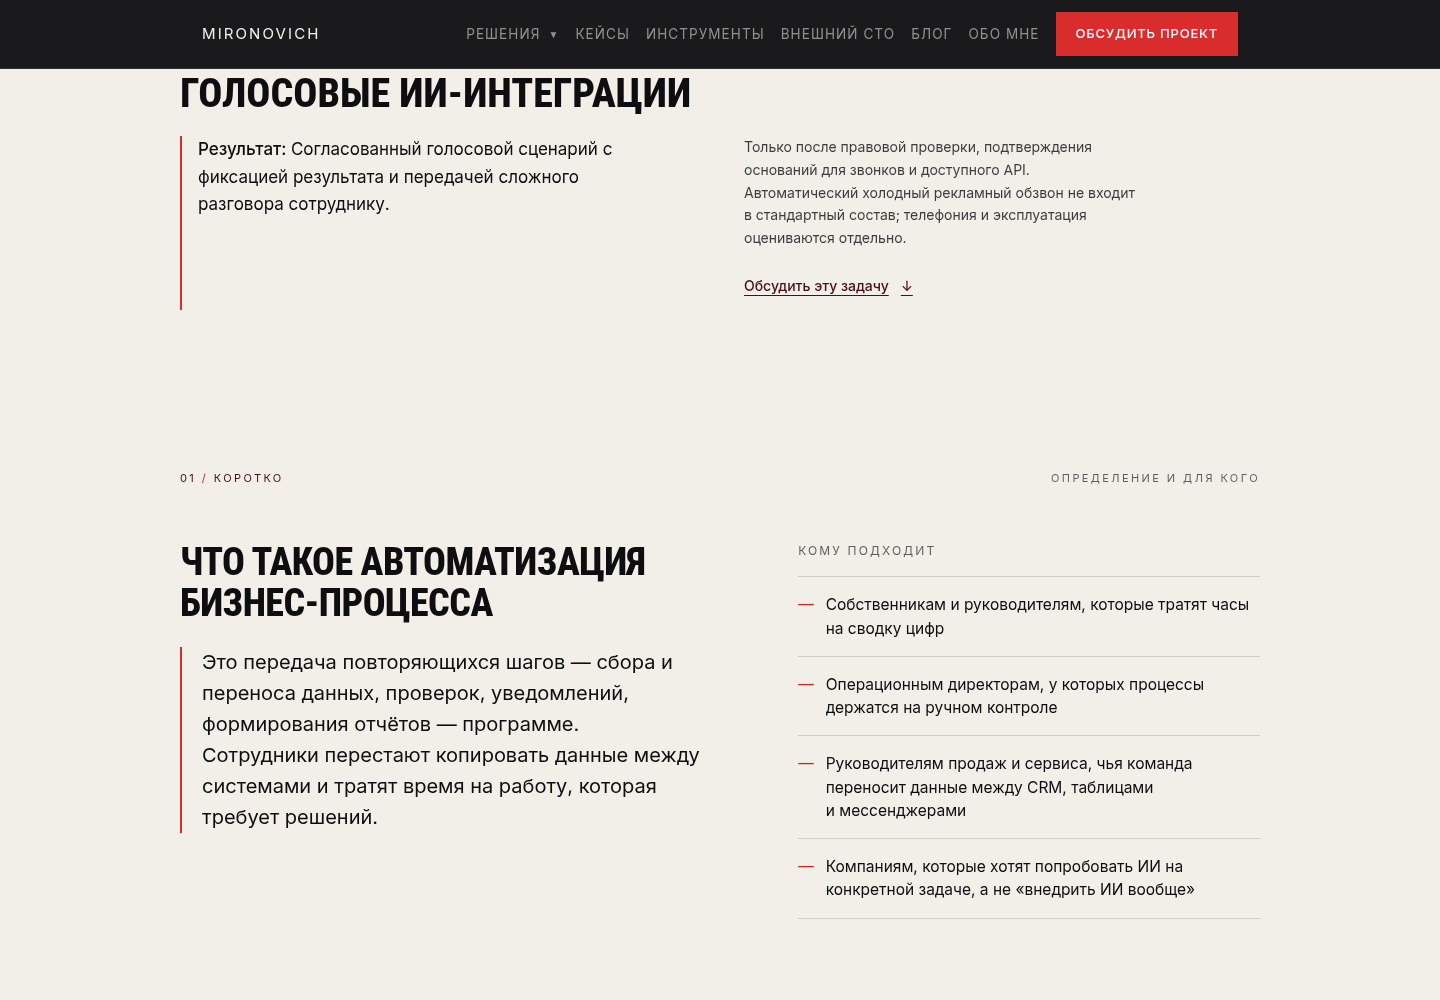 MIRONOVICH
РЕШЕНИЯ ▾ КЕЙСЫ ИНСТРУМЕНТЫ ВНЕШНИЙ СТО БЛОГ ОБО МНЕ ОБСУДИТЬ ПРОЕКТ
ГОЛОСОВЫЕ ИИ-ИНТЕГРАЦИИ
Результат: Согласованный голосовой сценарий с
фиксацией результата и передачей сложного
разговора сотруднику.
Только после правовой проверки, подтверждения
оснований для звонков и доступного API.
Автоматический холодный рекламный обзвон не входит
в стандартный состав; телефония и эксплуатация
оцениваются отдельно.
Обсудить эту задачу ↓
01 / КОРОТКО
ОПРЕДЕЛЕНИЕ И ДЛЯ КОГО
ЧТО ТАКОЕ АВТОМАТИЗАЦИЯ
БИЗНЕС-ПРОЦЕССА
Это передача повторяющихся шагов — сбора и
переноса данных, проверок, уведомлений,
формирования отчётов — программе.
Сотрудники перестают копировать данные между
системами и тратят время на работу, которая
требует решений.
КОМУ ПОДХОДИТ
— Собственникам и руководителям, которые тратят часы
на сводку цифр
— Операционным директорам, у которых процессы
держатся на ручном контроле
— Руководителям продаж и сервиса, чья команда
переносит данные между CRM, таблицами
и мессенджерами
— Компаниям, которые хотят попробовать ИИ на
конкретной задаче, а не «внедрить ИИ вообще»